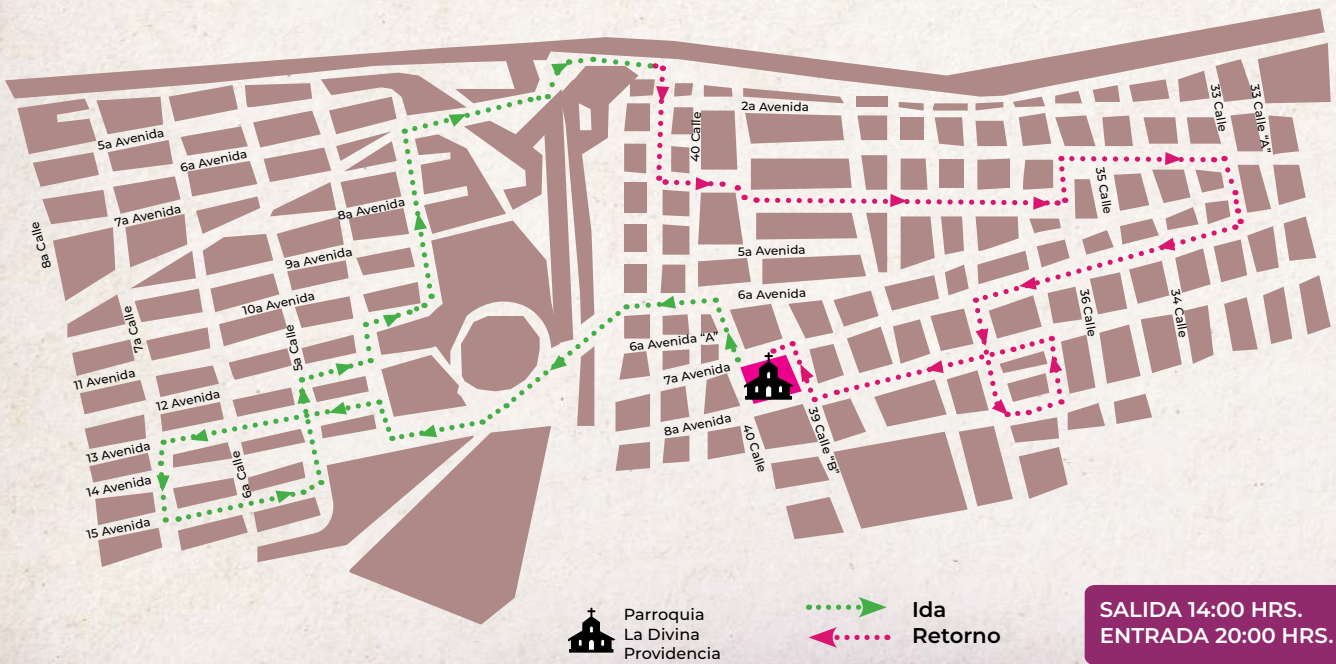 5a Avenida
6a Avenida
7a Avenida
8a Avenida
8a Calle
9a Avenida
10a Avenida
7a Calle
5a Calle
11 Avenida
12 Avenida
13 Avenida
6a Calle
14 Avenida
15 Avenida
2a Avenida
40 Calle
33 Calle
33 Calle "A"
35 Calle
5a Avenida
6a Avenida
36 Calle
34 Calle
6a Avenida "A"
7a Avenida
8a Avenida
40 Calle
39 Calle "B"
Parroquia
La Divina
Providencia
Ida
Retorno
SALIDA 14:00 HRS.
ENTRADA 20:00 HRS.